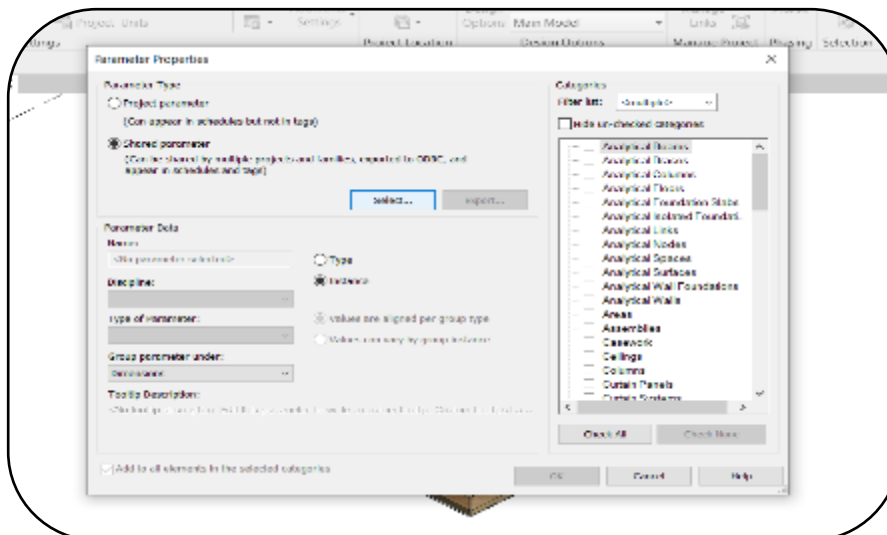 Project Units
Settings
Options
Main Model
Links
Project Location
Design Options
Manage Project
Phasing
Selection
Parameter Properties
Parameter Type
Project parameter
(Can appear in schedules but not in tags)
Shared parameter
(Can be shared by multiple projects and families, exported to ODBC, and
appear in schedules and tags)
Select...
Export...
Parameter Data
Name:
<No parameter selected>
Type
Discipline:
Instance
Type of Parameter:
Values are aligned per group type
Values can vary by group instance
Group parameter under:
Dimensions
Tooltip Description:
Add to all elements in the selected categories
Categories
Filter list:
<multiple>
Hide un-checked categories
Analytical Beams
Analytical Braces
Analytical Columns
Analytical Floors
Analytical Foundation Slabs
Analytical Isolated Foundati..
Analytical Links
Analytical Nodes
Analytical Spaces
Analytical Surfaces
Analytical Wall Foundations
Analytical Walls
Areas
Assemblies
Casework
Ceilings
Columns
Curtain Panels
Curtain Systems
Check All
Check None
OK
Cancel
Help